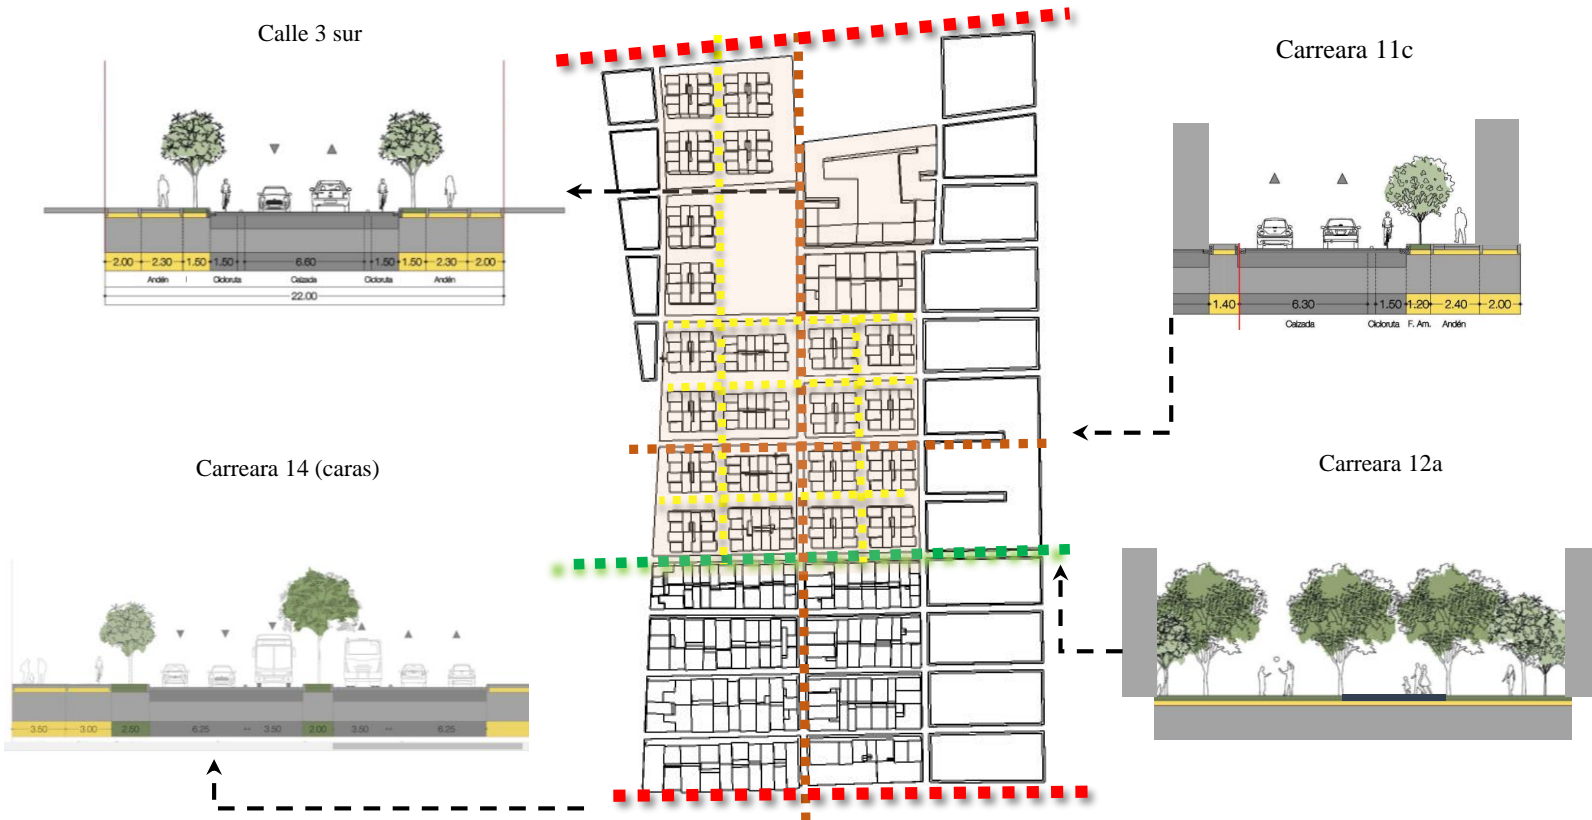 Calle 3 sur
2.00 2.30 1.50 1.50 6.60 1.50 1.50 2.30 2.00
Andén Cicloruta Calzada Cicloruta Andén
22.00
Carreara 11c
1.40 6.30 1.50 1.20 2.40 2.00
Calzada Cicloruta F. Am. Andén
Carreara 14 (caras)
3.50 3.00 2.50 6.25 3.50 2.00 3.50 6.25
Carreara 12a